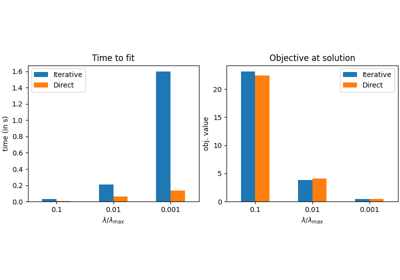 Time to fit
Iterative
Direct
time (in s)
1.6
1.4
1.2
1.0
0.8
0.6
0.4
0.2
0.0
0.1
0.01
0.001
λ/λmax
Objective at solution
Iterative
Direct
obj. value
20
15
10
5
0
0.1
0.01
0.001
λ/λmax